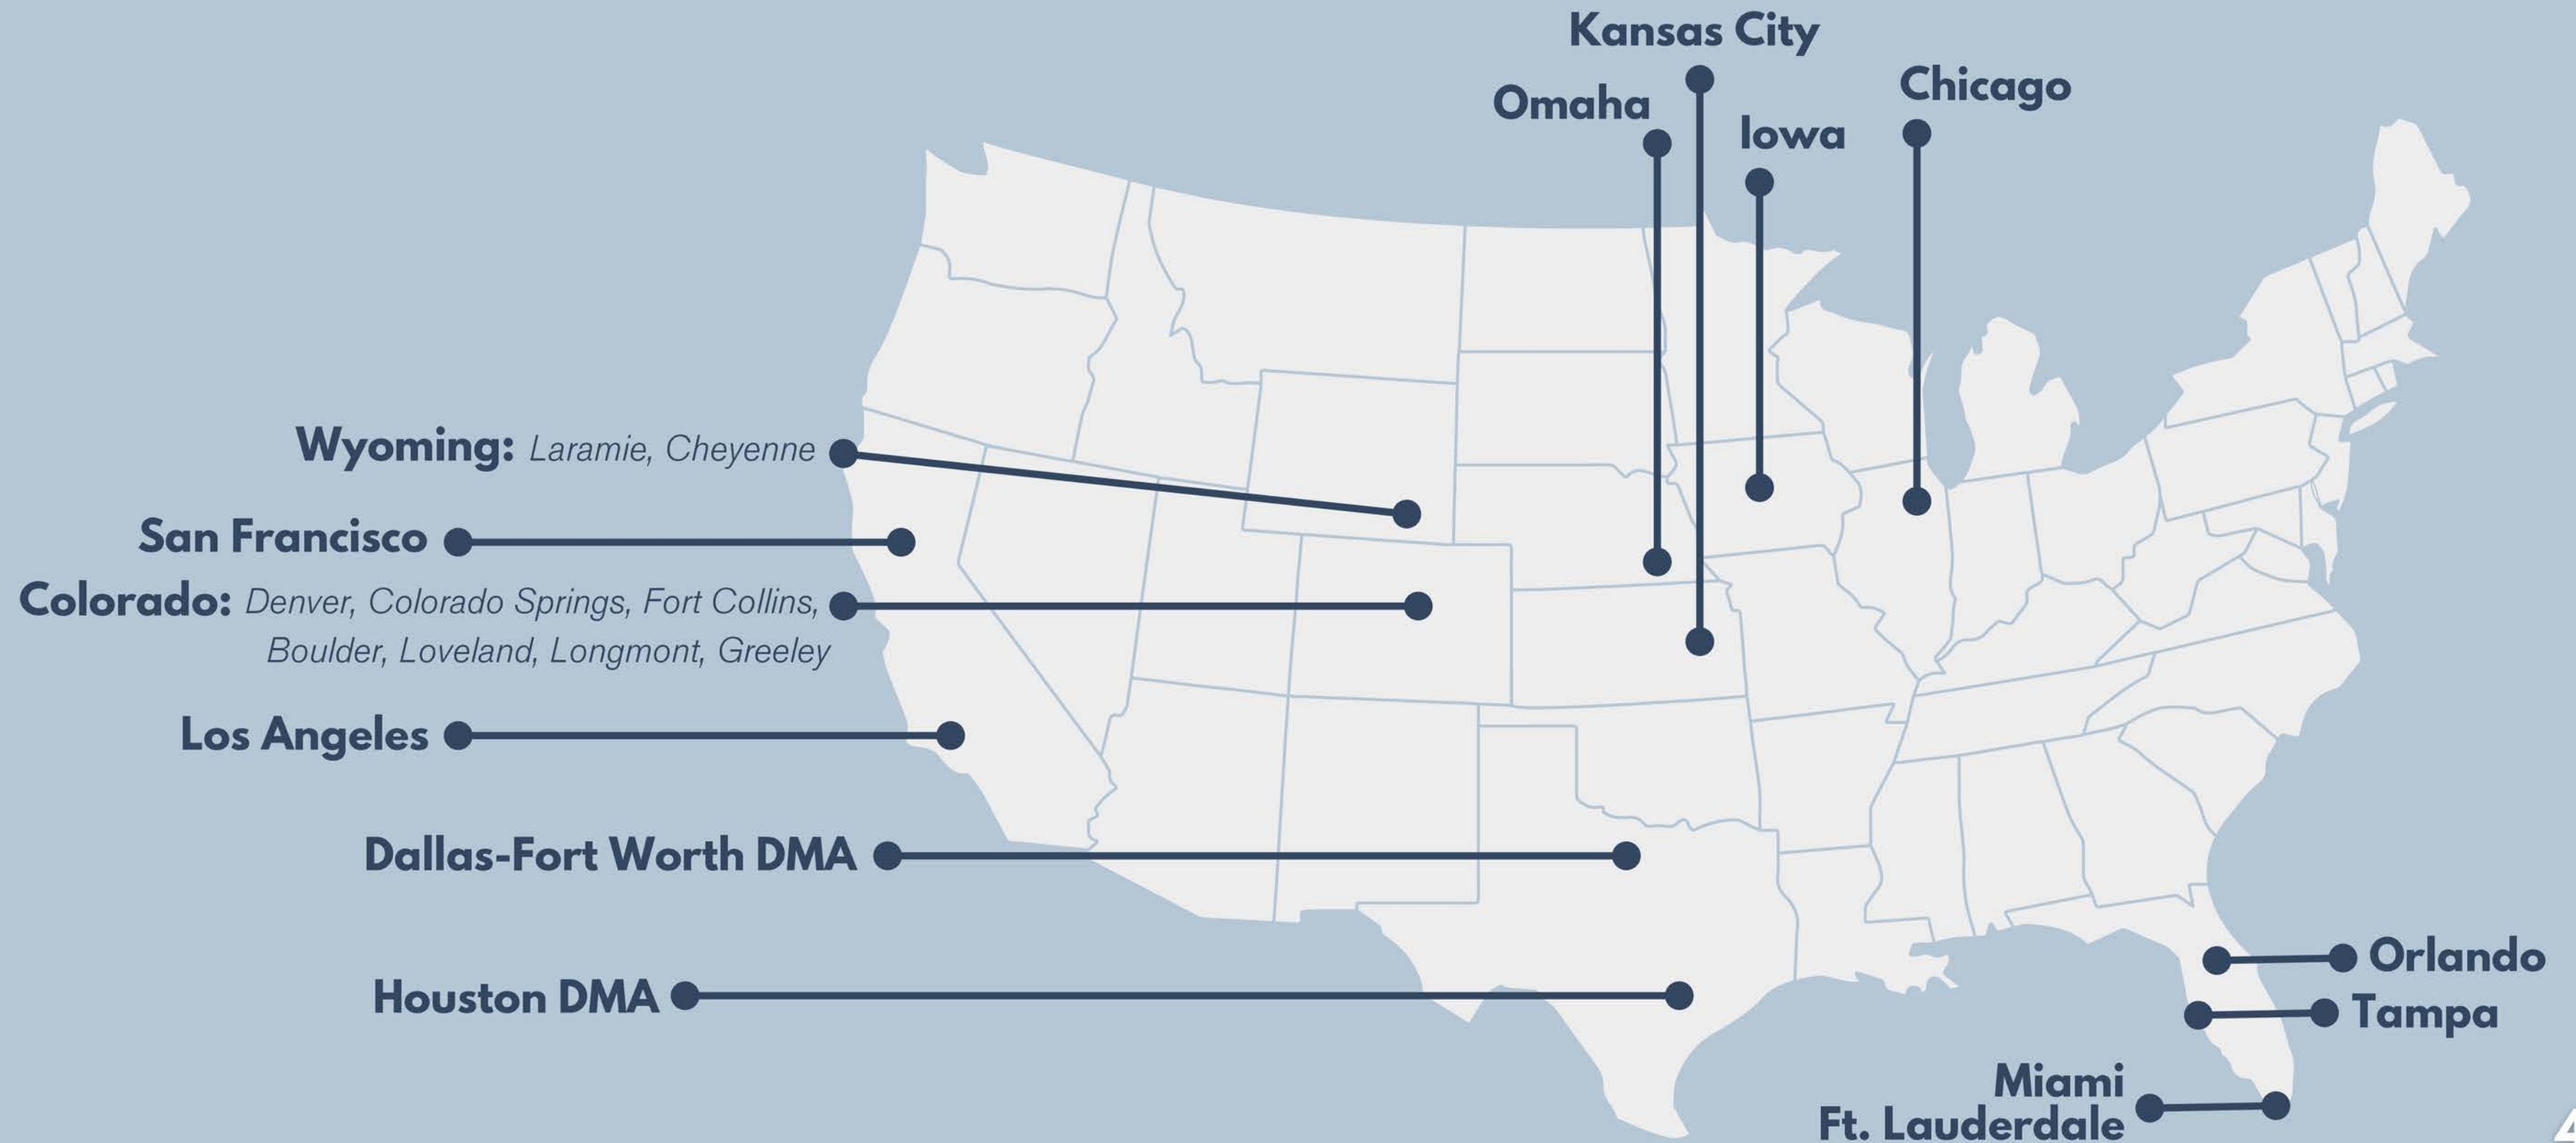 Kansas City
Omaha
Iowa
Chicago
Wyoming: Laramie, Cheyenne
San Francisco
Colorado: Denver, Colorado Springs, Fort Collins,
Boulder, Loveland, Longmont, Greeley
Los Angeles
Dallas-Fort Worth DMA
Houston DMA
Orlando
Tampa
Miami
Ft. Lauderdale